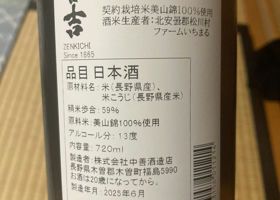 善吉
ZENKICHI
Since 1865
契約栽培米美山錦100%使用
酒米生産者：北安曇郡松川村
ファームいちまる
品目 日本酒
原材料名：米（長野県産）、
米こうじ（長野県産米）
精米歩合：59%
原料米：美山錦100%使用
アルコール分：13度
内容量：720ml
製造者：株式会社中善酒造店
長野県木曽郡木曽町福島5990
お酒は20歳になってから。
製造年月 2025年6月